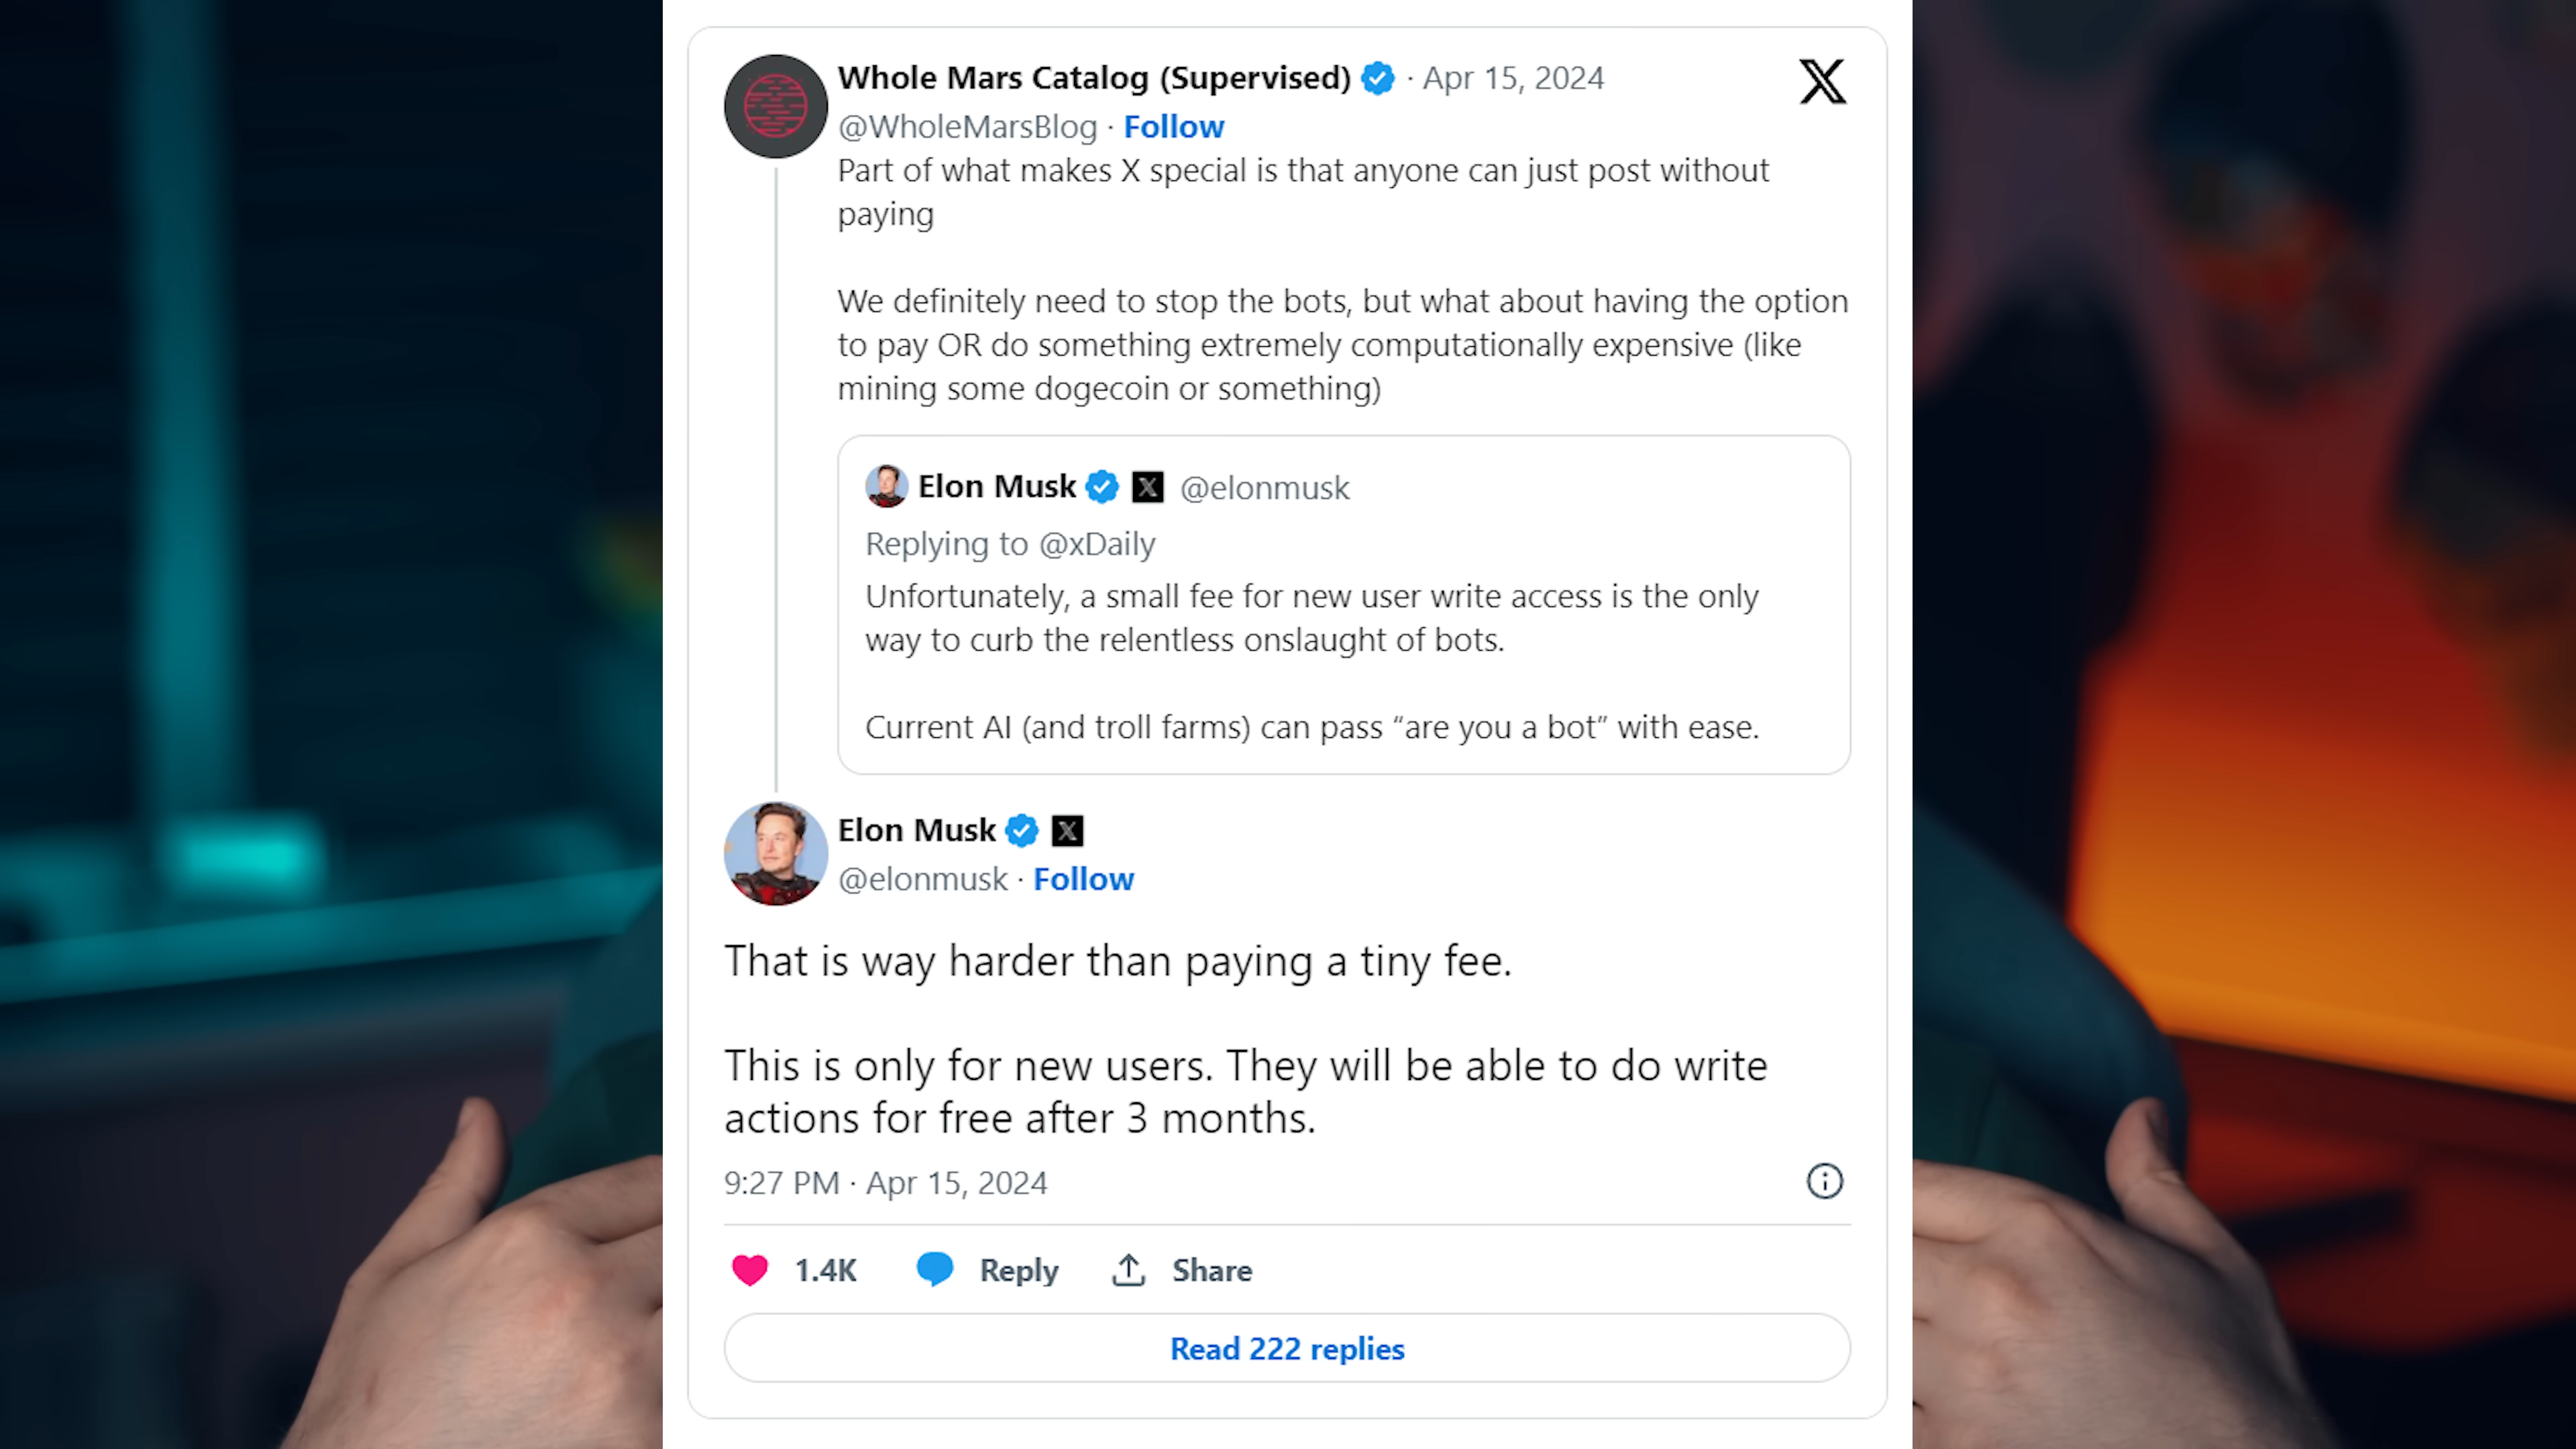 Whole Mars Catalog (Supervised) · Apr 15, 2024
@WholeMarsBlog · Follow
Part of what makes X special is that anyone can just post without
paying
We definitely need to stop the bots, but what about having the option
to pay OR do something extremely computationally expensive (like
mining some dogecoin or something)
Elon Musk X @elonmusk
Replying to @xDaily
Unfortunately, a small fee for new user write access is the only
way to curb the relentless onslaught of bots.
Current AI (and troll farms) can pass “are you a bot” with ease.
Elon Musk X
@elonmusk · Follow
That is way harder than paying a tiny fee.
This is only for new users. They will be able to do write
actions for free after 3 months.
9:27 PM · Apr 15, 2024
1.4K Reply Share
Read 222 replies